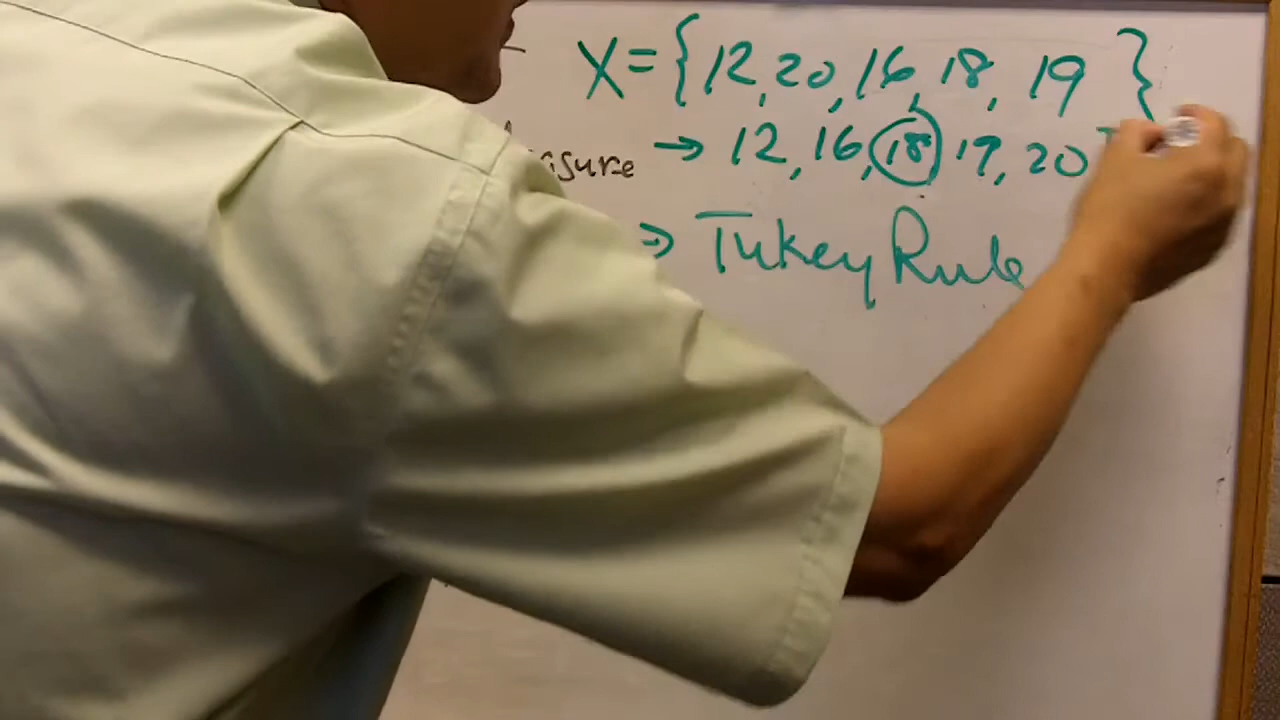 X = {12, 20, 16, 18, 19}
→ 12, 16, 18, 19, 20
→ Tukey Rule